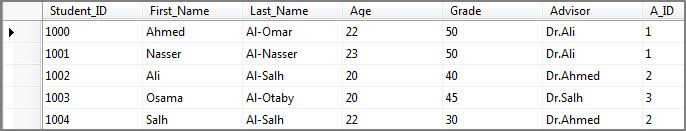 Student_ID First_Name Last_Name Age Grade Advisor A_ID
1000 Ahmed Al-Omar 22 50 Dr.Ali 1
1001 Nasser Al-Nasser 23 50 Dr.Ali 1
1002 Ali Al-Salh 20 40 Dr.Ahmed 2
1003 Osama Al-Otaby 20 45 Dr.Salh 3
1004 Salh Al-Salh 22 30 Dr.Ahmed 2